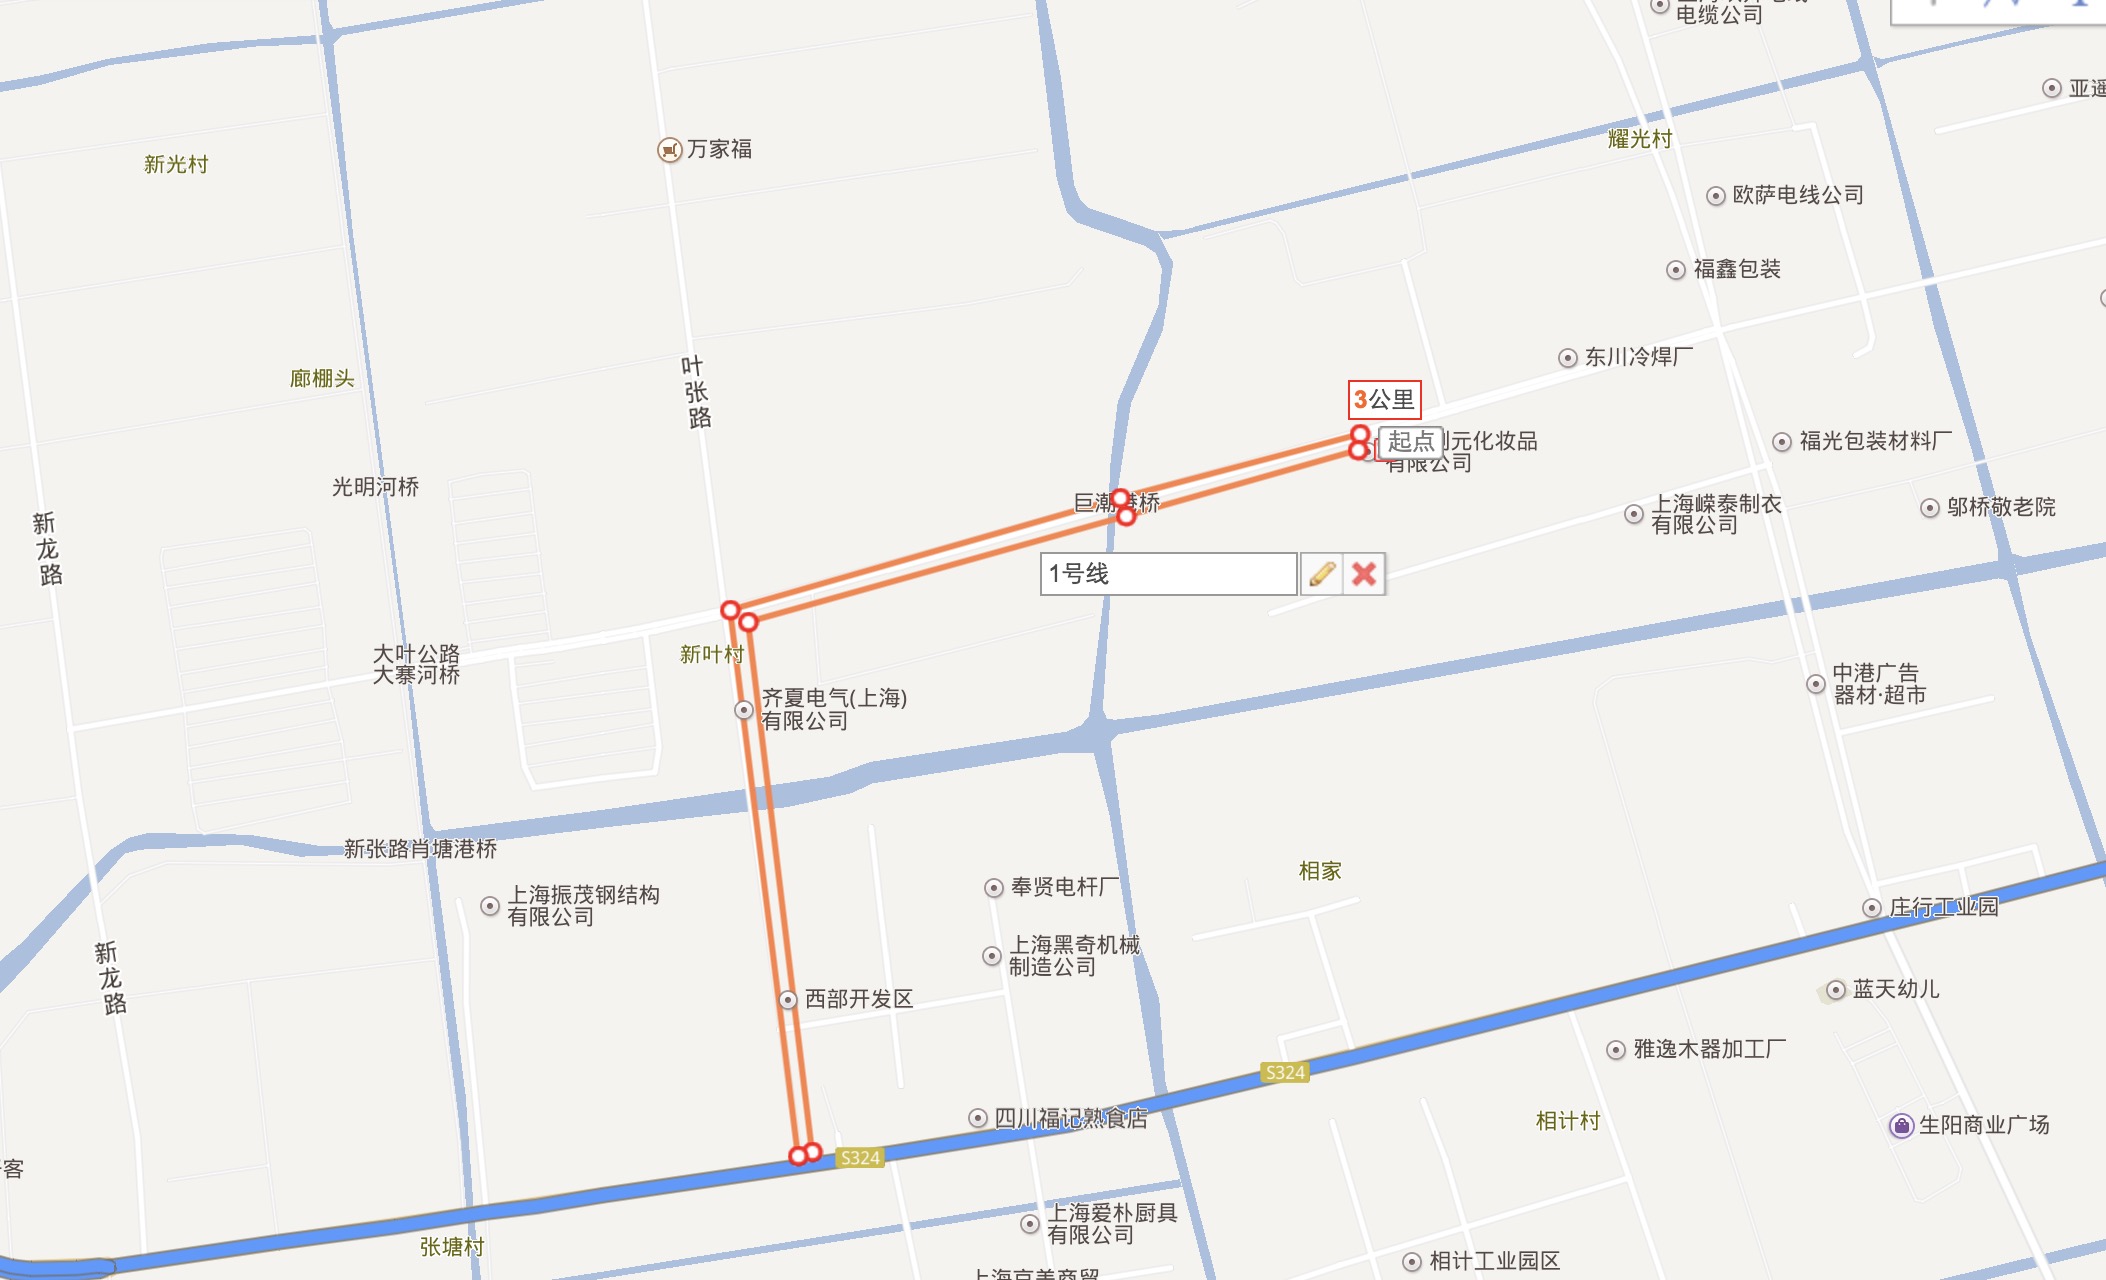 电缆公司
亚遥
新光村
万家福
耀光村
欧萨电线公司
福鑫包装
东川冷焊厂
廊棚头
叶张路
3公里
起点
元化妆品
有限公司
福光包装材料厂
光明河桥
巨潮港桥
上海嵘泰制衣
有限公司
邬桥敬老院
新龙路
1号线
大叶公路
大寨河桥
新叶村
齐夏电气(上海)
有限公司
中港广告
器材·超市
新张路肖塘港桥
上海振茂钢结构
有限公司
奉贤电杆厂
相家
庄行工业园
新龙路
上海黑奇机械
制造公司
西部开发区
蓝天幼儿
雅逸木器加工厂
S324
四川福记熟食店
相计村
生阳商业广场
S324
客
上海爱朴厨具
有限公司
张塘村
相计工业园区